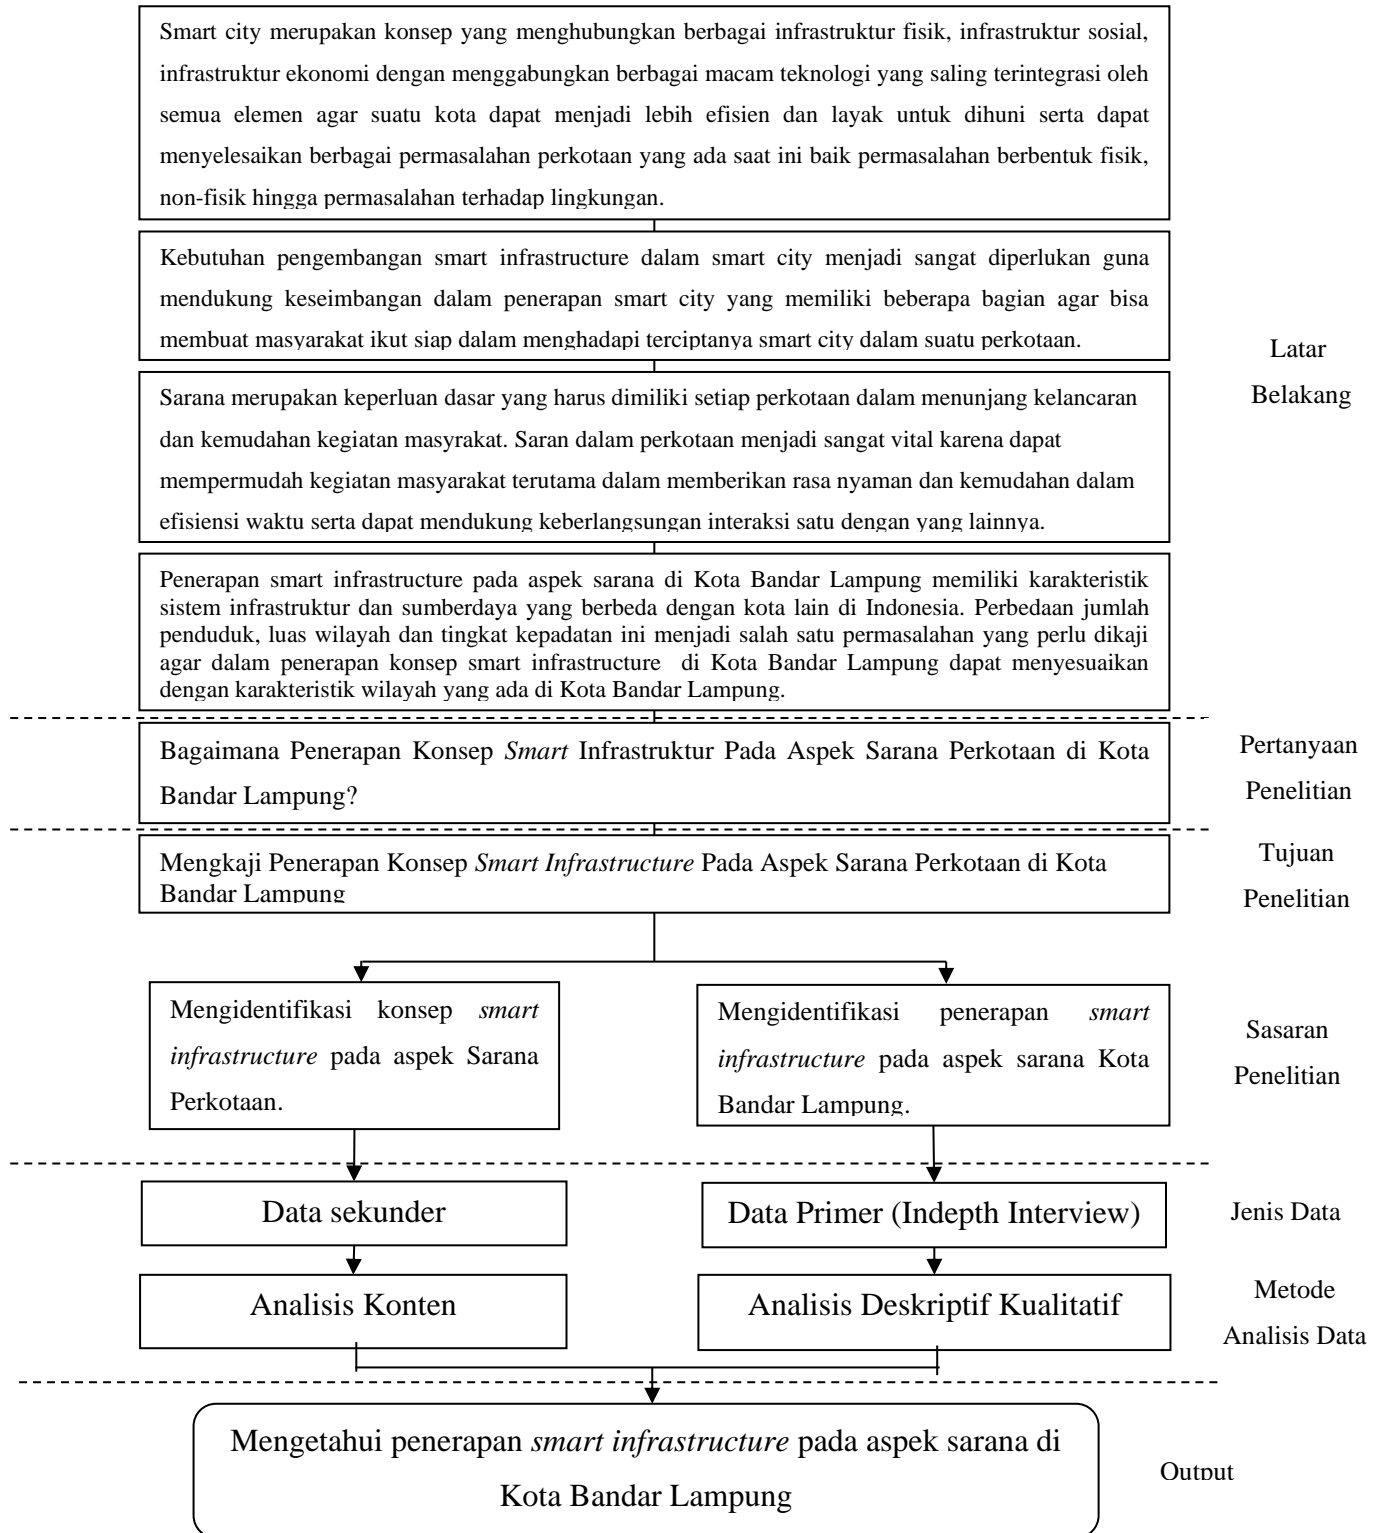 Smart city merupakan konsep yang menghubungkan berbagai infrastruktur fisik, infrastruktur sosial,
infrastruktur ekonomi dengan menggabungkan berbagai macam teknologi yang saling terintegrasi oleh
semua elemen agar suatu kota dapat menjadi lebih efisien dan layak untuk dihuni serta dapat
menyelesaikan berbagai permasalahan perkotaan yang ada saat ini baik permasalahan berbentuk fisik,
non-fisik hingga permasalahan terhadap lingkungan.
Kebutuhan pengembangan smart infrastructure dalam smart city menjadi sangat diperlukan guna
mendukung keseimbangan dalam penerapan smart city yang memiliki beberapa bagian agar bisa
membuat masyarakat ikut siap dalam menghadapi terciptanya smart city dalam suatu perkotaan.
Latar
Belakang
Sarana merupakan keperluan dasar yang harus dimiliki setiap perkotaan dalam menunjang kelancaran
dan kemudahan kegiatan masyrakat. Saran dalam perkotaan menjadi sangat vital karena dapat
mempermudah kegiatan masyarakat terutama dalam memberikan rasa nyaman dan kemudahan dalam
efisiensi waktu serta dapat mendukung keberlangsungan interaksi satu dengan yang lainnya.
Penerapan smart infrastructure pada aspek sarana di Kota Bandar Lampung memiliki karakteristik
sistem infrastruktur dan sumberdaya yang berbeda dengan kota lain di Indonesia. Perbedaan jumlah
penduduk, luas wilayah dan tingkat kepadatan ini menjadi salah satu permasalahan yang perlu dikaji
agar dalam penerapan konsep smart infrastructure di Kota Bandar Lampung dapat menyesuaikan
dengan karakteristik wilayah yang ada di Kota Bandar Lampung.
Bagaimana Penerapan Konsep Smart Infrastruktur Pada Aspek Sarana Perkotaan di Kota
Bandar Lampung?
Pertanyaan
Penelitian
Mengkaji Penerapan Konsep Smart Infrastructure Pada Aspek Sarana Perkotaan di Kota
Bandar Lampung
Tujuan
Penelitian
Mengidentifikasi konsep smart
infrastructure pada aspek Sarana
Perkotaan.
Mengidentifikasi penerapan smart
infrastructure pada aspek sarana Kota
Bandar Lampung.
Sasaran
Penelitian
Data sekunder
Data Primer (Indepth Interview)
Jenis Data
Analisis Konten
Analisis Deskriptif Kualitatif
Metode
Analisis Data
Mengetahui penerapan smart infrastructure pada aspek sarana di
Kota Bandar Lampung
Output